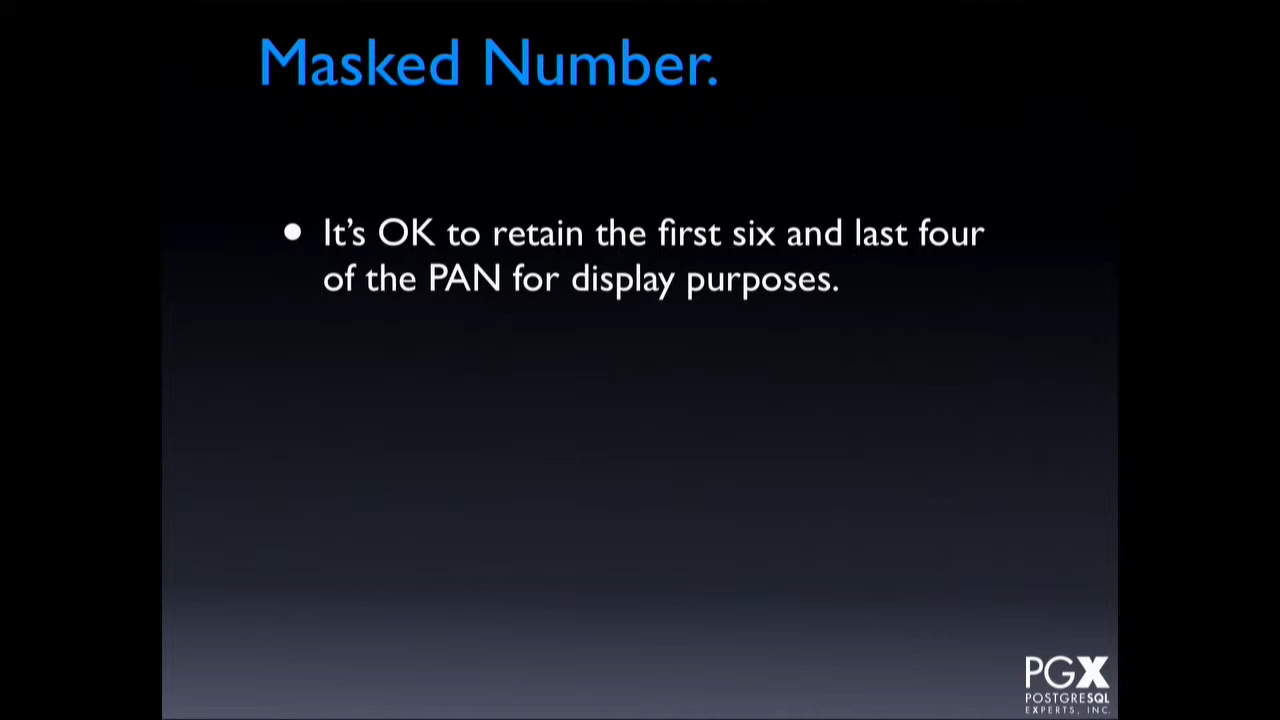 Masked Number.
• It's OK to retain the first six and last four
of the PAN for display purposes.
PGX
POSTGRESQL
EXPERTS, INC.